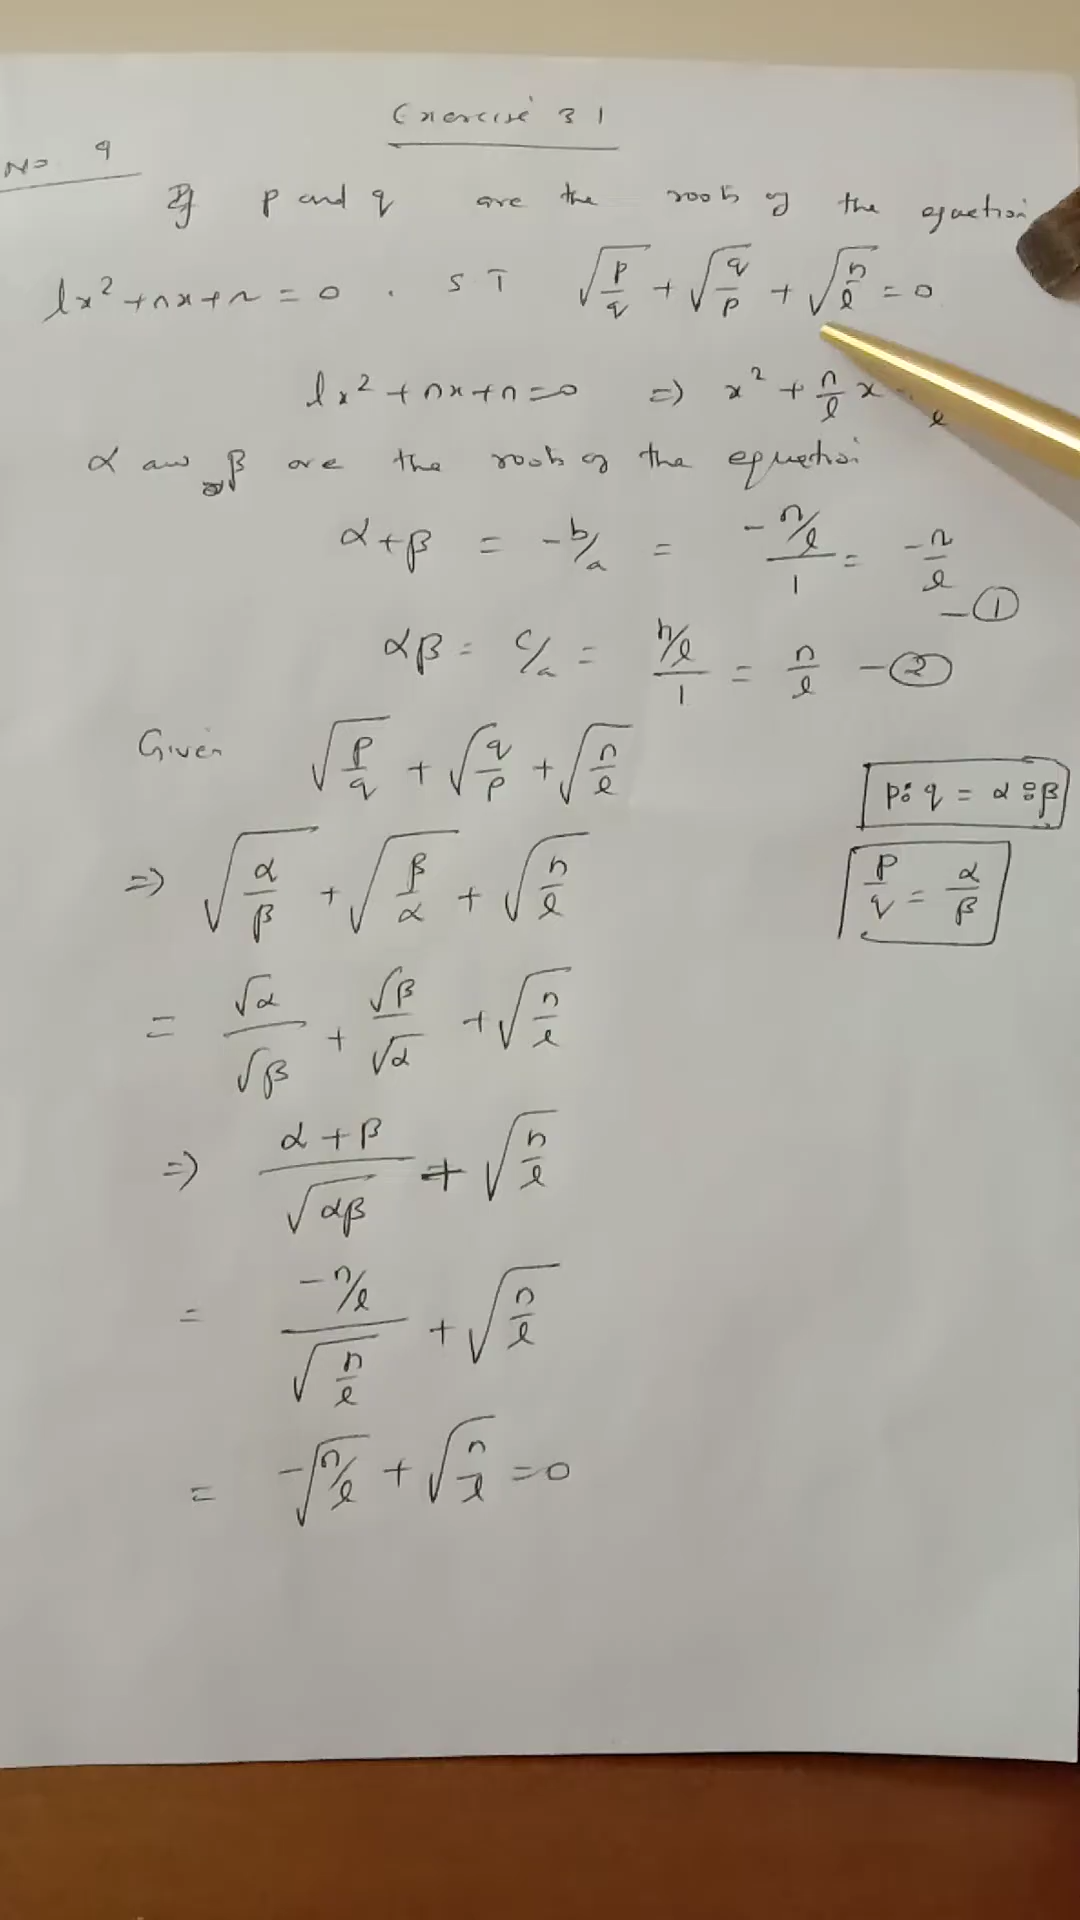 Exercise 3 1
No 9
If p and q are the roots of the equation
lx² + nx + n = 0 . S T √(p/q) + √(q/p) + √(n/l) = 0
lx² + nx + n = 0 ⇒ x² + n/l x
α and β are the roots of the equation
α + β = -b/a = (-n/l)/1 = -n/l - ①
αβ = c/a = (n/l)/1 = n/l - ②
Given √(p/q) + √(q/p) + √(n/l)
p : q = α : β
⇒ √(α/β) + √(β/α) + √(n/l)
p/q = α/β
= √α/√β + √β/√α + √(n/l)
⇒ (α + β)/√(αβ) + √(n/l)
= (-n/l)/√(n/l) + √(n/l)
= -√(n/l) + √(n/l) = 0